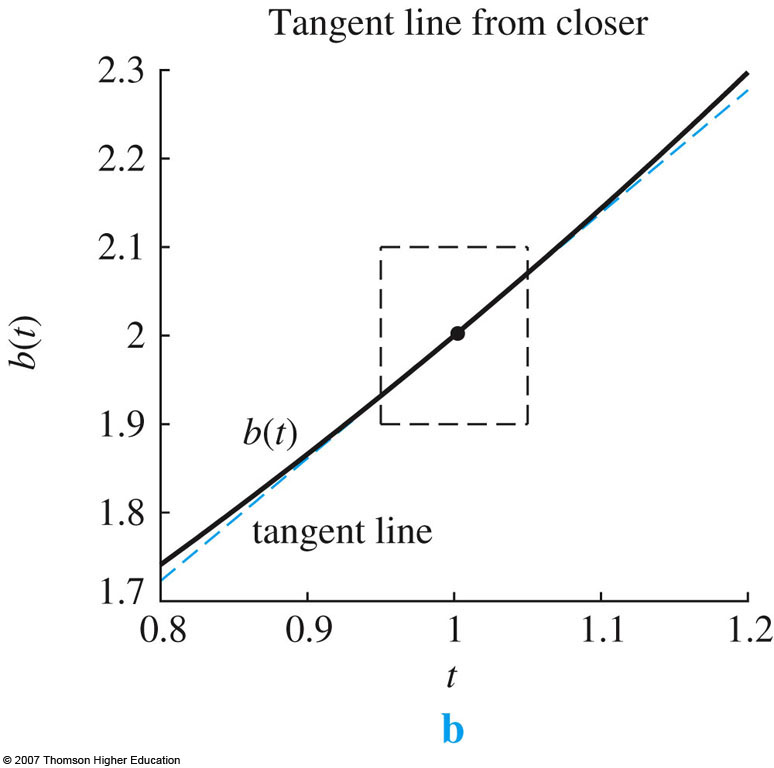 Tangent line from closer
2.3
2.2
2.1
2
1.9
1.8
1.7
b(t)
b(t)
tangent line
0.8 0.9 1 1.1 1.2
t
b
© 2007 Thomson Higher Education